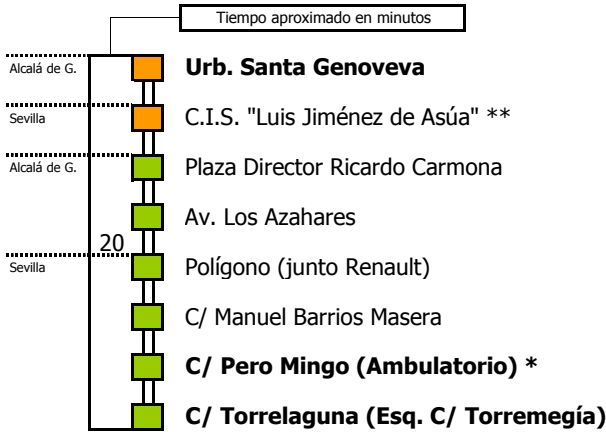 Tiempo aproximado en minutos
Alcalá de G.
Urb. Santa Genoveva
Sevilla
C.I.S. "Luis Jiménez de Asúa" **
Alcalá de G.
Plaza Director Ricardo Carmona
Av. Los Azahares
20
Sevilla
Polígono (junto Renault)
C/ Manuel Barrios Masera
C/ Pero Mingo (Ambulatorio) *
C/ Torrelaguna (Esq. C/ Torremegía)